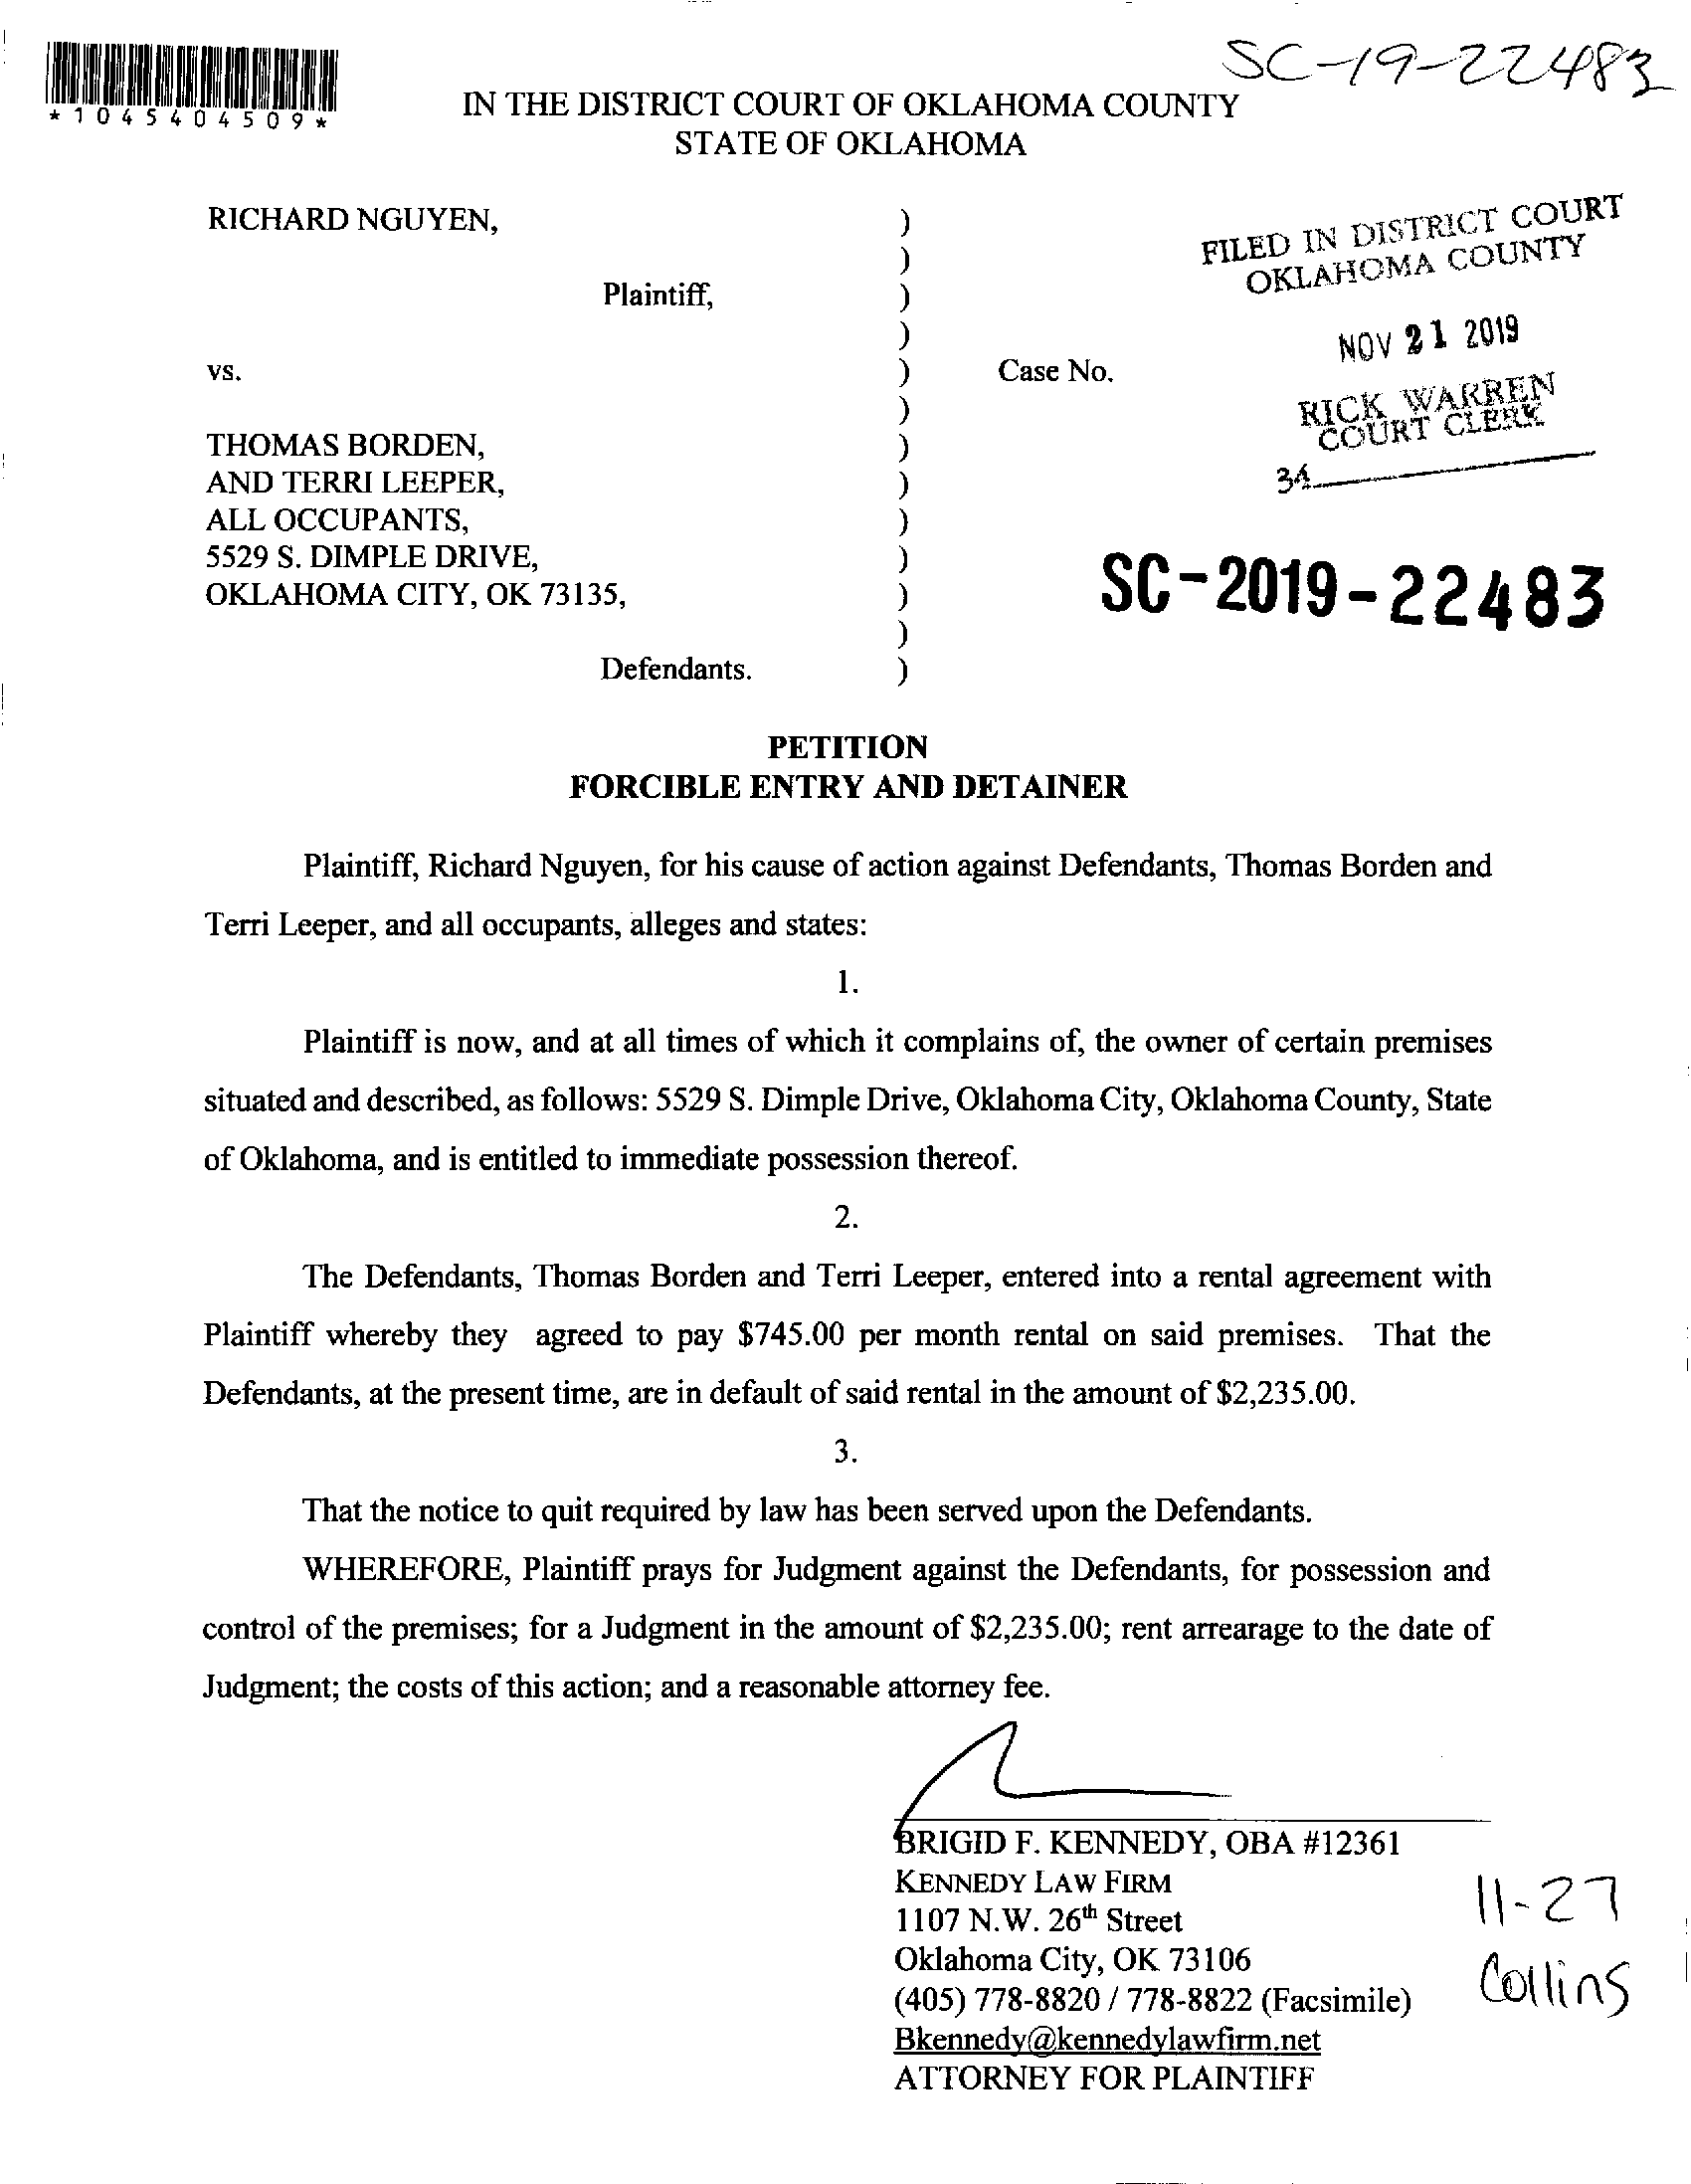 SC-19-22483
*1045404509*
IN THE DISTRICT COURT OF OKLAHOMA COUNTY
STATE OF OKLAHOMA
RICHARD NGUYEN, )
)
Plaintiff, )
)
vs. ) Case No.
)
THOMAS BORDEN, )
AND TERRI LEEPER, )
ALL OCCUPANTS, )
5529 S. DIMPLE DRIVE, )
OKLAHOMA CITY, OK 73135, )
)
Defendants. )
FILED IN DISTRICT COURT
OKLAHOMA COUNTY
NOV 21 2019
RICK WARREN
COURT CLERK
34
SC-2019-22483
PETITION
FORCIBLE ENTRY AND DETAINER
Plaintiff, Richard Nguyen, for his cause of action against Defendants, Thomas Borden and
Terri Leeper, and all occupants, alleges and states:
1.
Plaintiff is now, and at all times of which it complains of, the owner of certain premises
situated and described, as follows: 5529 S. Dimple Drive, Oklahoma City, Oklahoma County, State
of Oklahoma, and is entitled to immediate possession thereof.
2.
The Defendants, Thomas Borden and Terri Leeper, entered into a rental agreement with
Plaintiff whereby they agreed to pay $745.00 per month rental on said premises. That the
Defendants, at the present time, are in default of said rental in the amount of $2,235.00.
3.
That the notice to quit required by law has been served upon the Defendants.
WHEREFORE, Plaintiff prays for Judgment against the Defendants, for possession and
control of the premises; for a Judgment in the amount of $2,235.00; rent arrearage to the date of
Judgment; the costs of this action; and a reasonable attorney fee.
BRIGID F. KENNEDY, OBA #12361
KENNEDY LAW FIRM
1107 N.W. 26th Street
Oklahoma City, OK 73106
(405) 778-8820 / 778-8822 (Facsimile)
Bkennedy@kennedylawfirm.net
ATTORNEY FOR PLAINTIFF
11-27
Collins